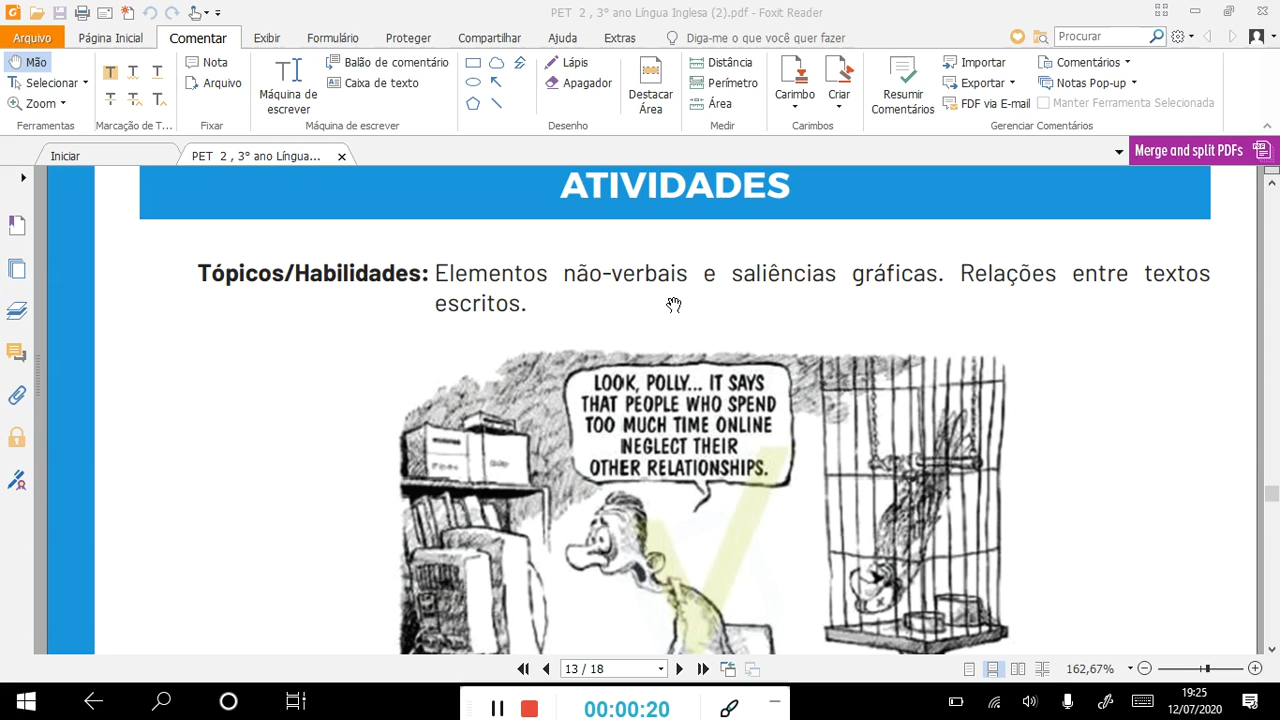 PET 2 , 3° ano Língua Inglesa (2).pdf - Foxit Reader
Arquivo Página Inicial Comentar Exibir Formulário Proteger Compartilhar Ajuda Extras Diga-me o que você quer fazer Procurar
Mão
Selecionar
Zoom
Ferramentas
T T T
T T T
Marcação de T...
Nota
Arquivo
Fixar
Máquina de
escrever
Balão de comentário
Caixa de texto
Máquina de escrever
Lápis
Apagador
Desenho
Destacar
Área
Distância
Perímetro
Área
Medir
Carimbo
Criar
Carimbos
Resumir
Comentários
Importar
Exportar
FDF via E-mail
Comentários
Notas Pop-up
Manter Ferramenta Selecionada
Gerenciar Comentários
Iniciar
PET 2 , 3° ano Língua...
Merge and split PDFs
ATIVIDADES
Tópicos/Habilidades: Elementos não-verbais e saliências gráficas. Relações entre textos
escritos.
LOOK, POLLY... IT SAYS
THAT PEOPLE WHO SPEND
TOO MUCH TIME ONLINE
NEGLECT THEIR
OTHER RELATIONSHIPS.
13 / 18
162,67%
00:00:20
19:25
12/07/2020